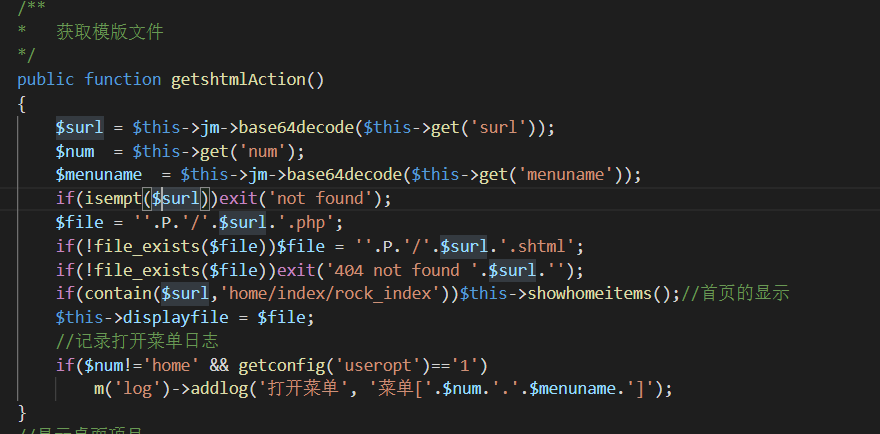 /**
*   获取模版文件
*/
public function getshtmlAction()
{
    $surl = $this->jm->base64decode($this->get('surl'));
    $num  = $this->get('num');
    $menuname  = $this->jm->base64decode($this->get('menuname'));
    if(isempt($surl))exit('not found');
    $file = ''.P.'/'.$surl.'.php';
    if(!file_exists($file))$file = ''.P.'/'.$surl.'.shtml';
    if(!file_exists($file))exit('404 not found '.$surl.'');
    if(contain($surl,'home/index/rock_index'))$this->showhomeitems();//首页的显示
    $this->displayfile = $file;
    //记录打开菜单日志
    if($num!='home' && getconfig('useropt')=='1')
        m('log')->addlog('打开菜单', '菜单['.$num.'.'.$menuname.']');
}